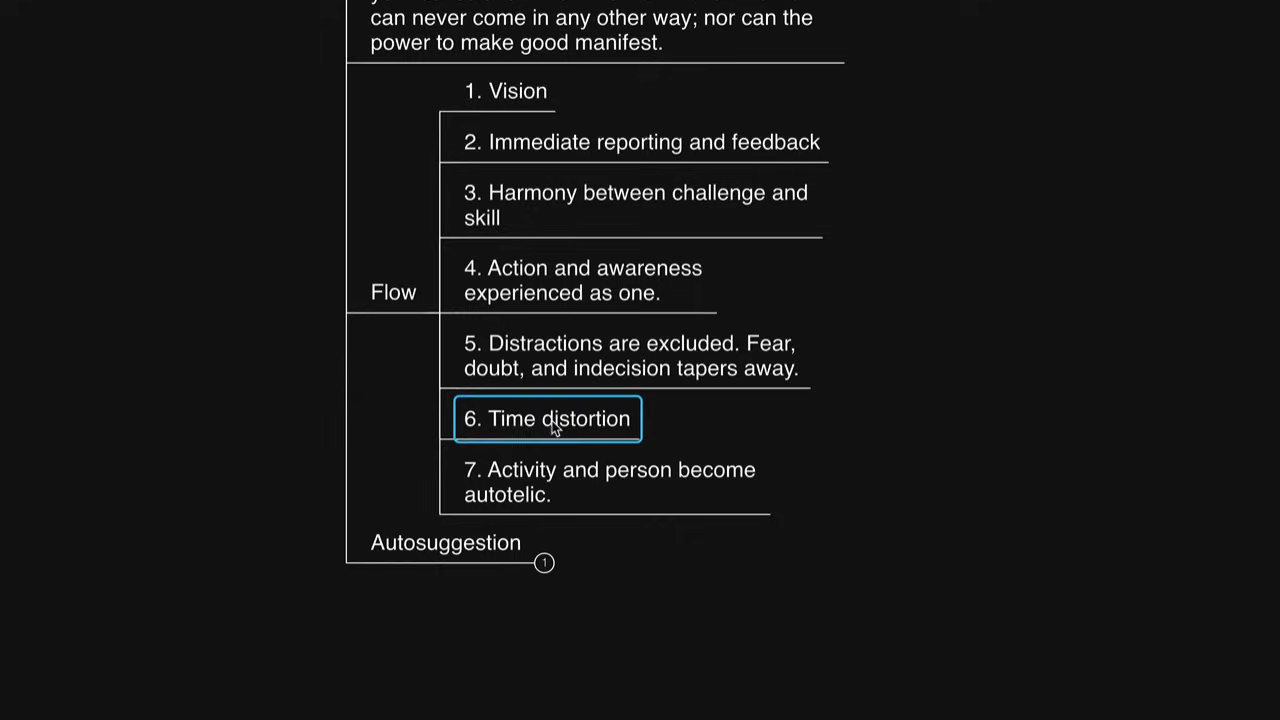 can never come in any other way; nor can the
power to make good manifest.
1. Vision
2. Immediate reporting and feedback
3. Harmony between challenge and
skill
4. Action and awareness
experienced as one.
Flow
5. Distractions are excluded. Fear,
doubt, and indecision tapers away.
6. Time distortion
7. Activity and person become
autotelic.
Autosuggestion
1